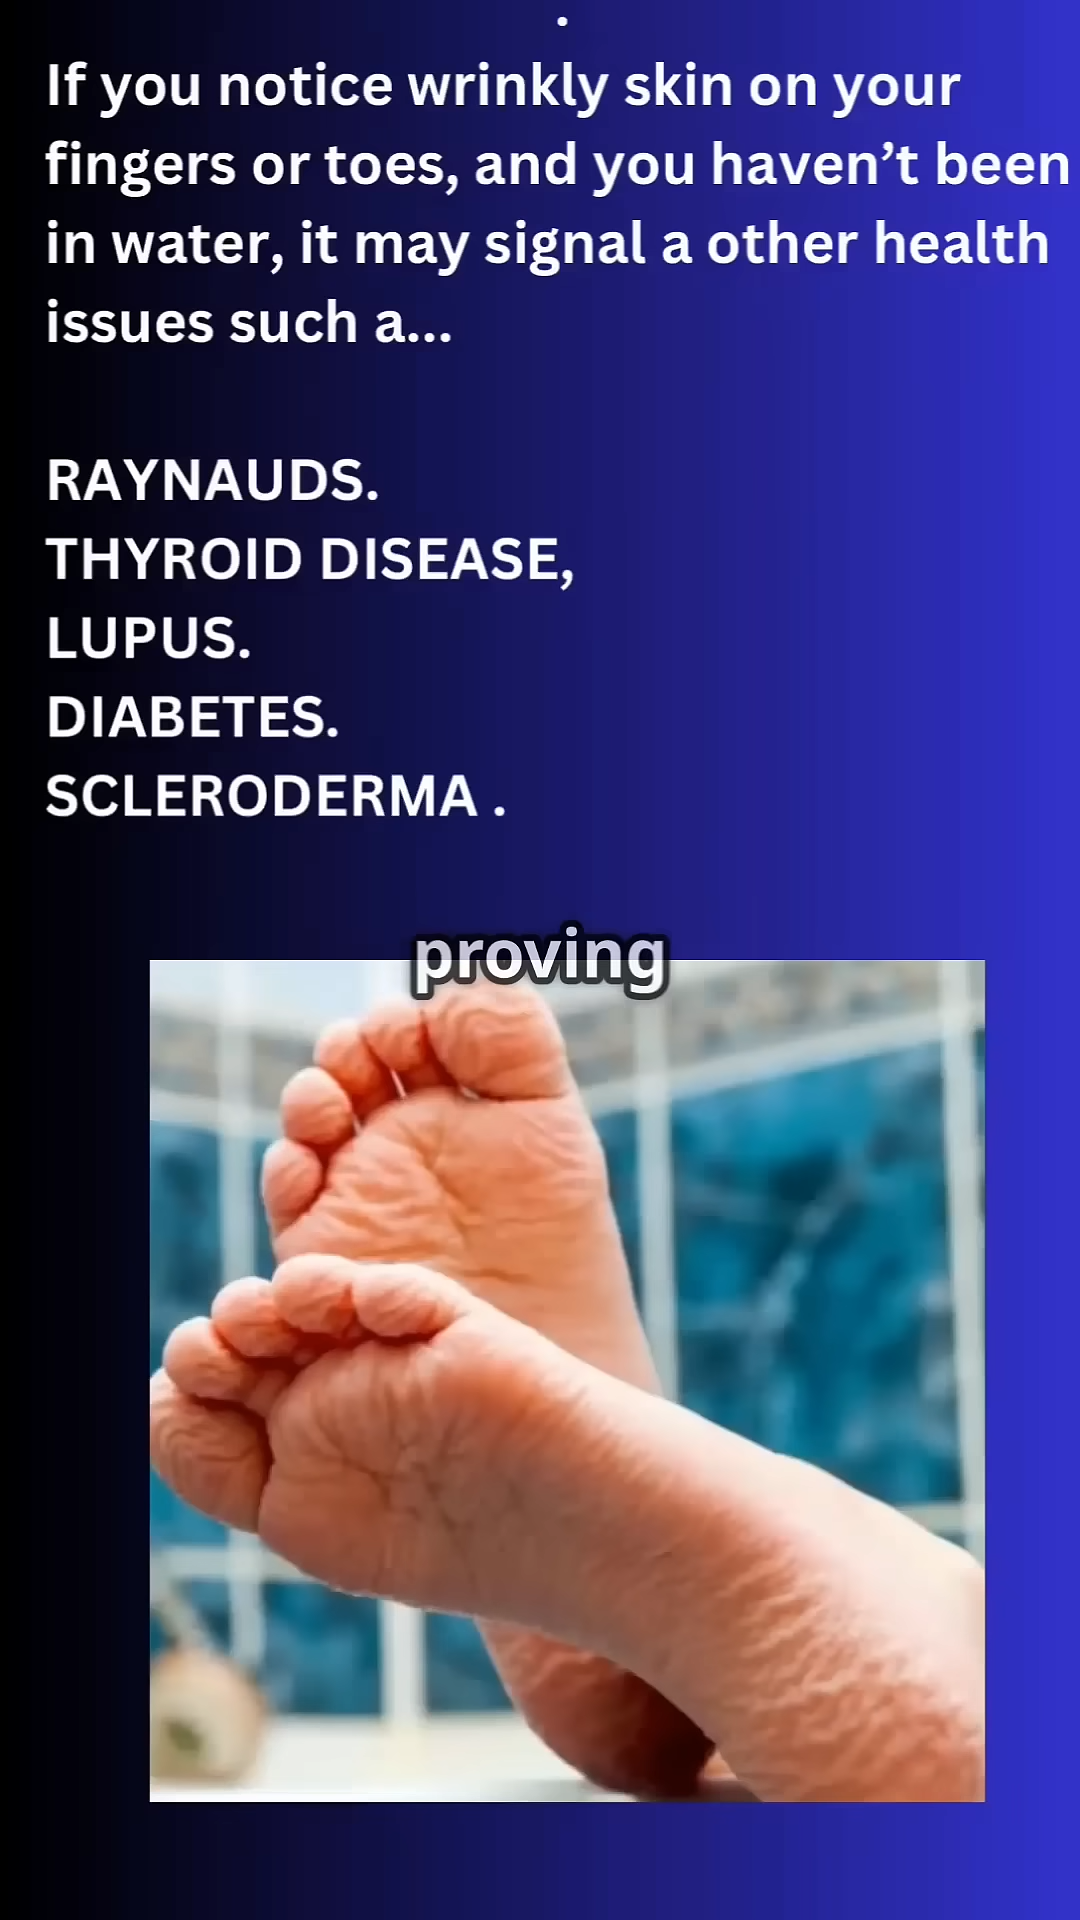 .
If you notice wrinkly skin on your
fingers or toes, and you haven’t been
in water, it may signal a other health
issues such a...
RAYNAUDS.
THYROID DISEASE,
LUPUS.
DIABETES.
SCLERODERMA .
proving